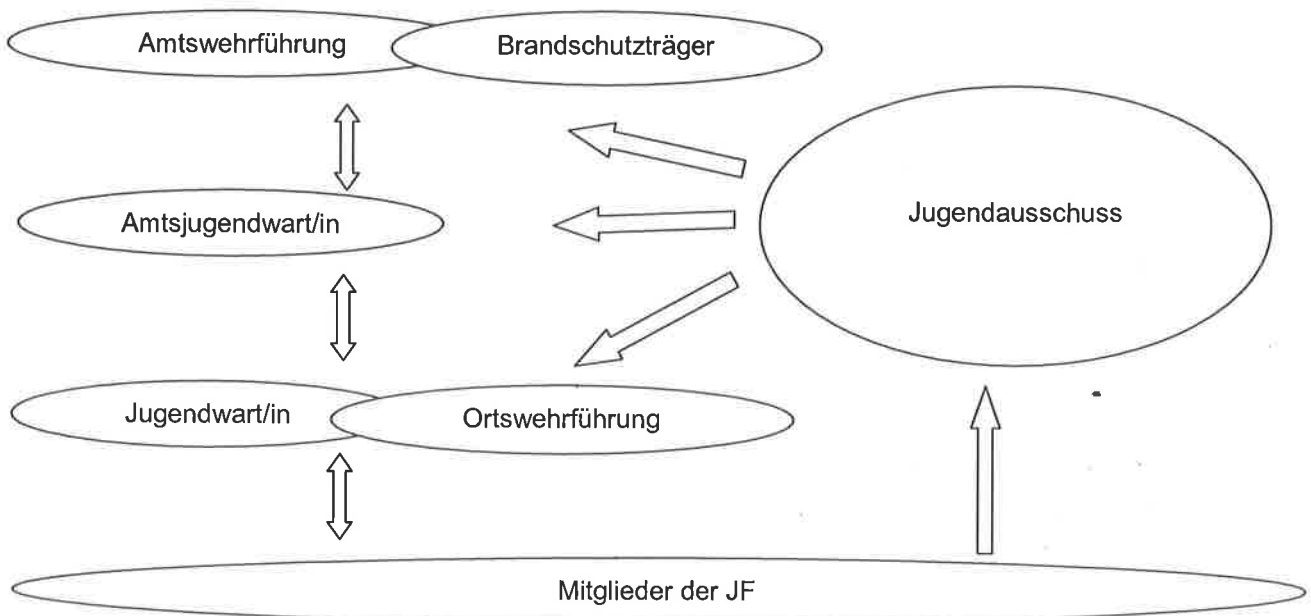 Amtswehrführung
Brandschutzträger
Amtsjugendwart/in
Jugendausschuss
Jugendwart/in
Ortswehrführung
Mitglieder der JF